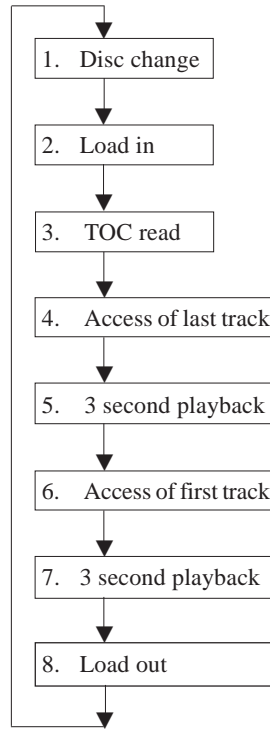 1. Disc change
2. Load in
3. TOC read
4. Access of last track
5. 3 second playback
6. Access of first track
7. 3 second playback
8. Load out